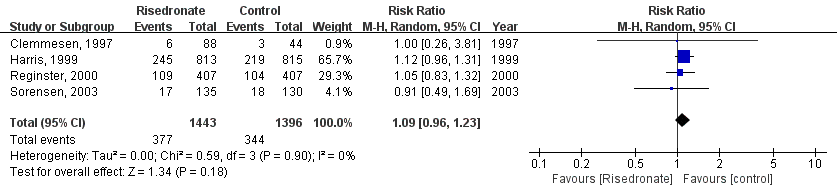 Risedronate Control Risk Ratio Risk Ratio
Study or Subgroup Events Total Events Total Weight M-H, Random, 95% CI Year M-H, Random, 95% CI
Clemmesen, 1997 6 88 3 44 0.9% 1.00 [0.26, 3.81] 1997
Harris, 1999 245 813 219 815 65.7% 1.12 [0.96, 1.31] 1999
Reginster, 2000 109 407 104 407 29.3% 1.05 [0.83, 1.32] 2000
Sorensen, 2003 17 135 18 130 4.1% 0.91 [0.49, 1.69] 2003
Total (95% CI) 1443 1396 100.0% 1.09 [0.96, 1.23]
Total events 377 344
Heterogeneity: Tau² = 0.00; Chi² = 0.59, df = 3 (P = 0.90); I² = 0%
Test for overall effect: Z = 1.34 (P = 0.18)
0.1 0.2 0.5 1 2 5 10
Favours [Risedronate] Favours [control]